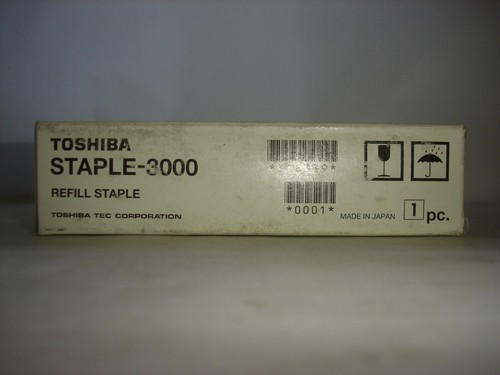 TOSHIBA
STAPLE-3000
REFILL STAPLE
TOSHIBA TEC CORPORATION
*0001*
MADE IN JAPAN
1 pc.